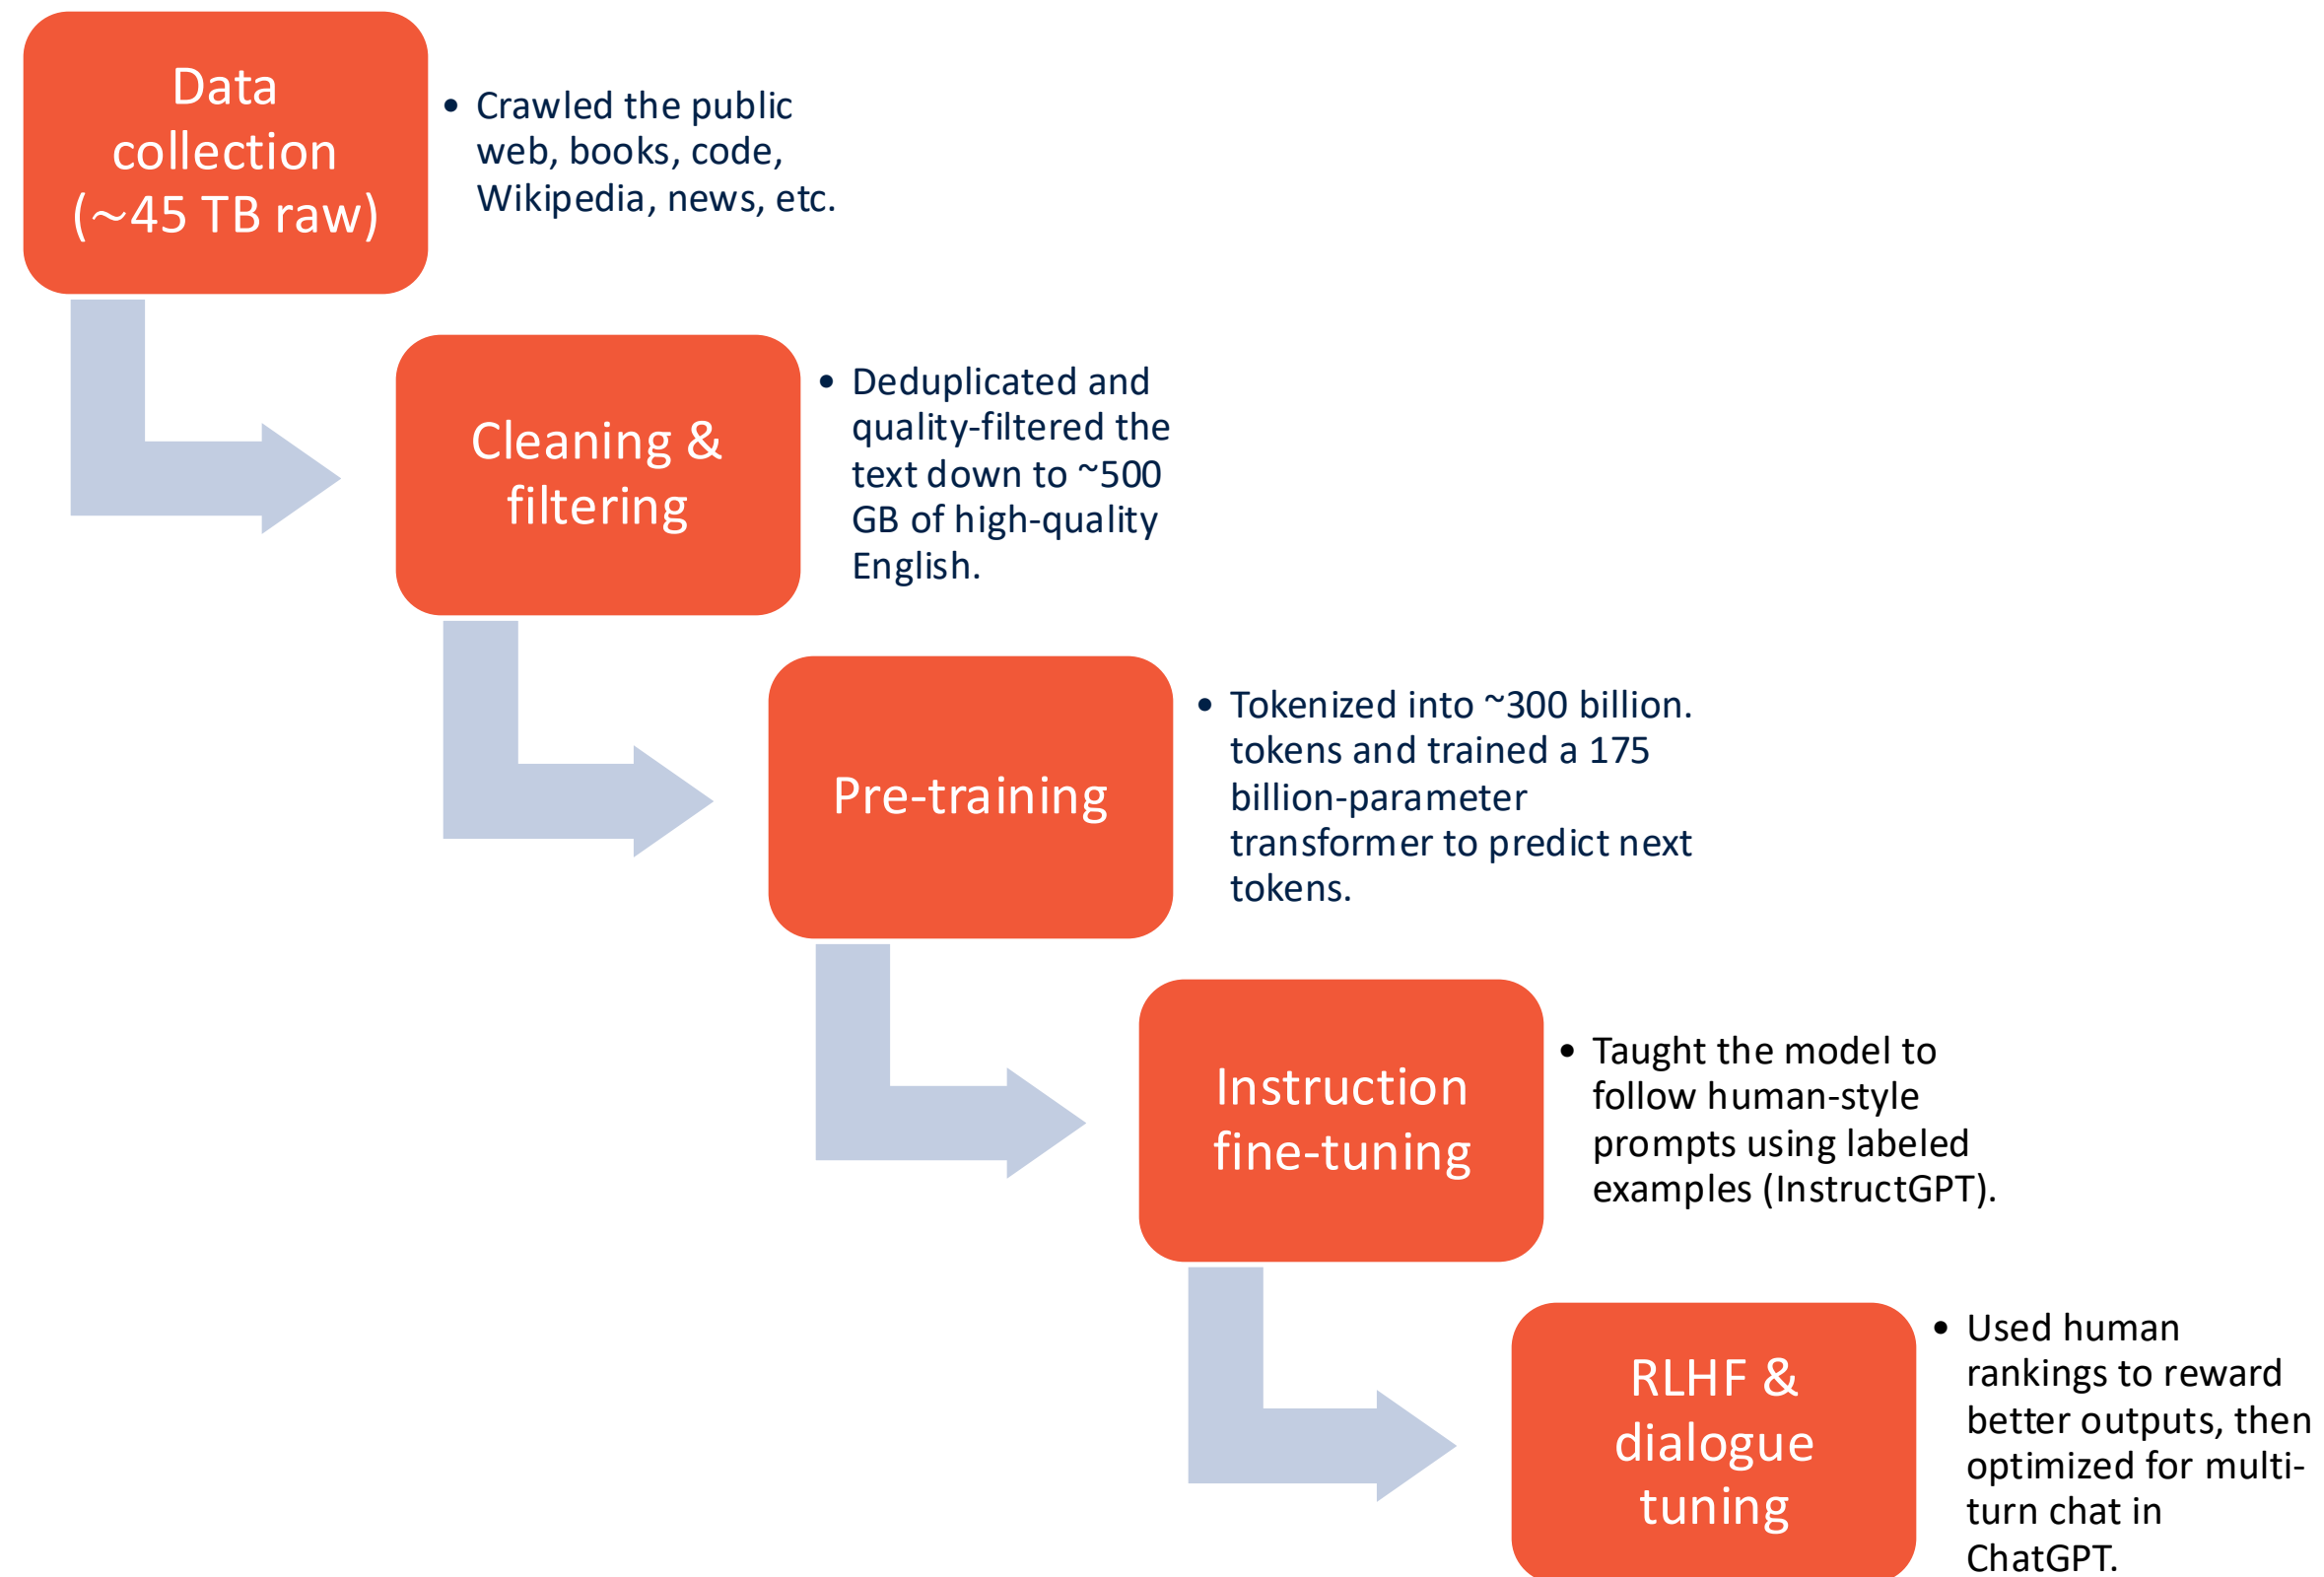 Data
collection
(~45 TB raw)
• Crawled the public
web, books, code,
Wikipedia, news, etc.
Cleaning &
filtering
• Deduplicated and
quality-filtered the
text down to ~500
GB of high-quality
English.
Pre-training
• Tokenized into ~300 billion.
tokens and trained a 175
billion-parameter
transformer to predict next
tokens.
Instruction
fine-tuning
• Taught the model to
follow human-style
prompts using labeled
examples (InstructGPT).
RLHF &
dialogue
tuning
• Used human
rankings to reward
better outputs, then
optimized for multi-
turn chat in
ChatGPT.